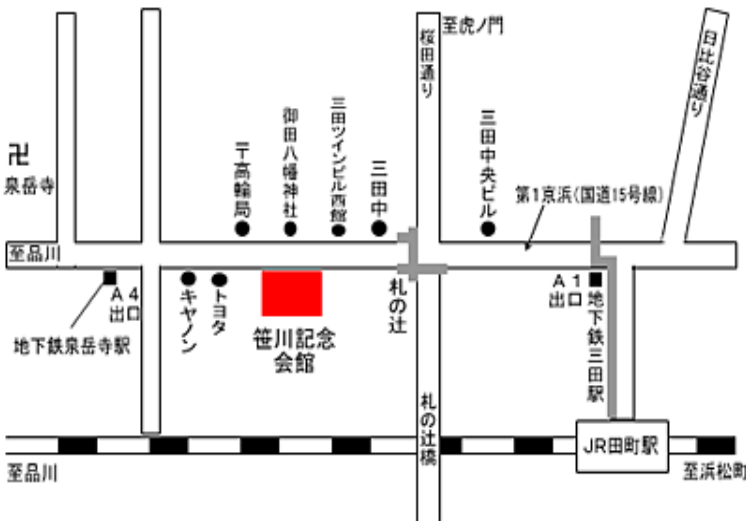 至虎ノ門
桜田通り
日比谷通り
三田ツインビル西館
御田八幡神社
三田中央ビル
〒高輪局
三田中
卍
泉岳寺
第1京浜(国道15号線)
至品川
A4
出口
キヤノン
トヨタ
札の辻
A1
出口
地下鉄三田駅
笹川記念
会館
地下鉄泉岳寺駅
札の辻橋
JR田町駅
至品川
至浜松町